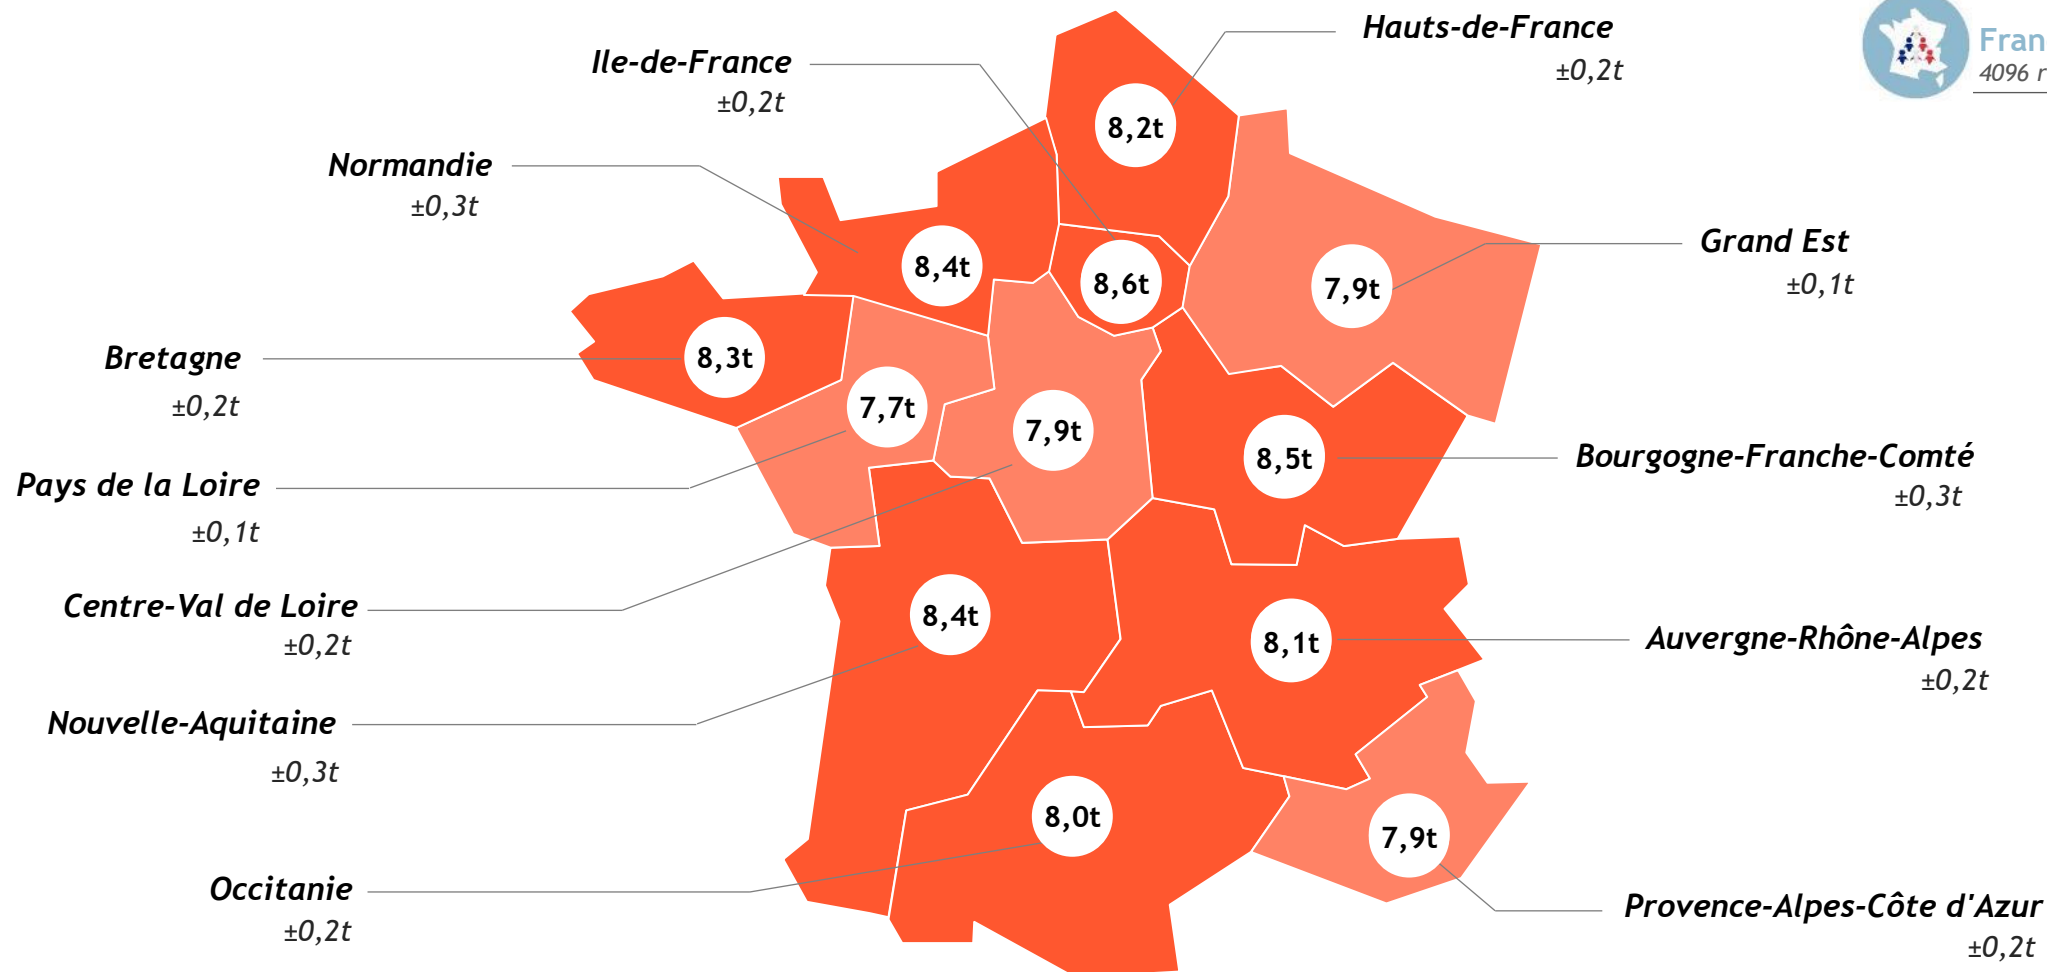 Hauts-de-France
±0,2t
Ile-de-France
±0,2t
8,2t
Normandie
±0,3t
Grand Est
±0,1t
8,4t
8,6t
7,9t
Bretagne
±0,2t
8,3t
7,7t
7,9t
8,5t
Bourgogne-Franche-Comté
±0,3t
Pays de la Loire
±0,1t
Centre-Val de Loire
±0,2t
8,4t
8,1t
Auvergne-Rhône-Alpes
±0,2t
Nouvelle-Aquitaine
±0,3t
8,0t
7,9t
Occitanie
±0,2t
Provence-Alpes-Côte d'Azur
±0,2t
Fran
4096 r